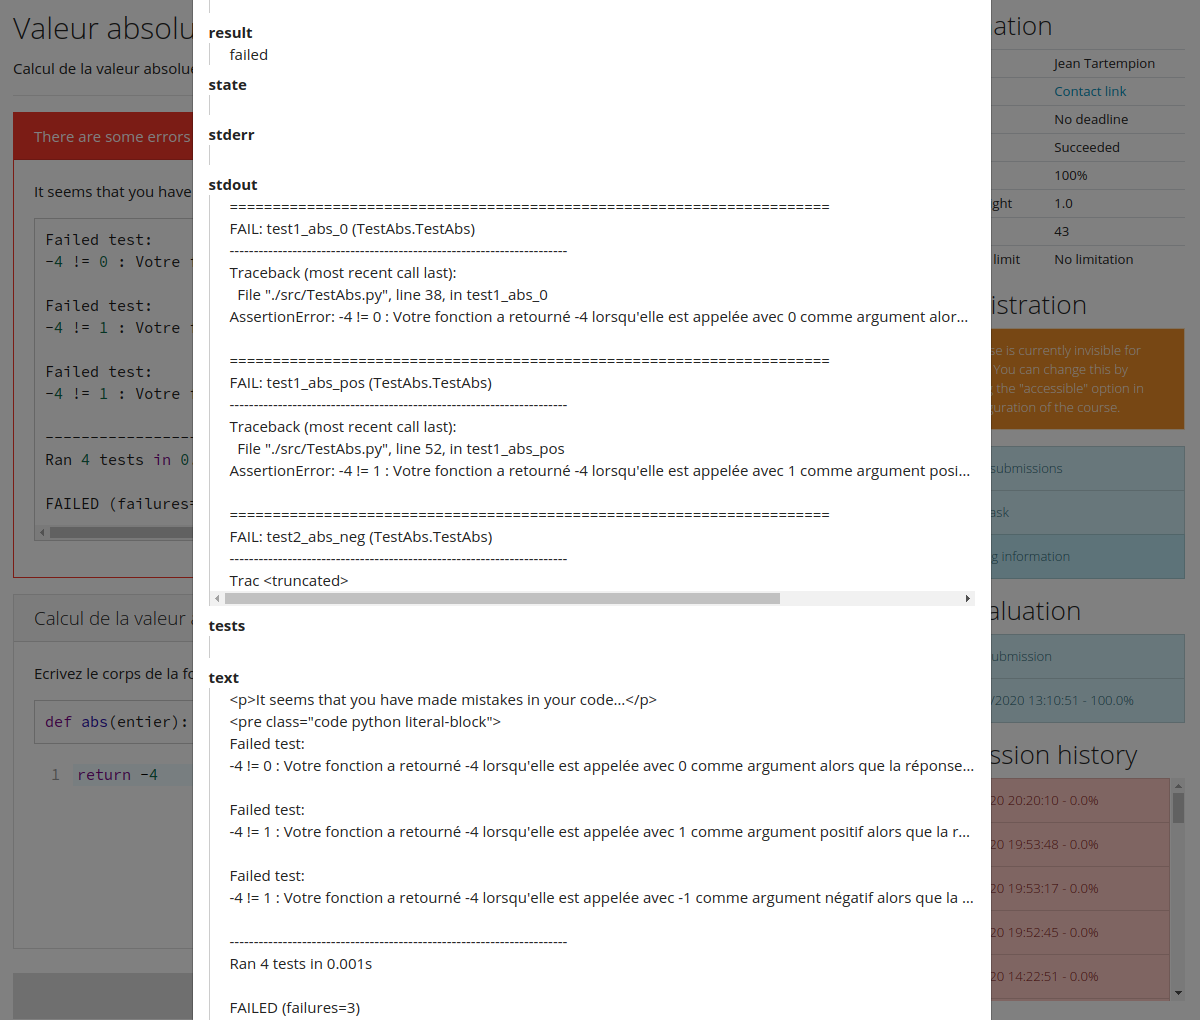 Valeur absolu
Calcul de la valeur absolue
There are some errors
It seems that you have
Failed test:
-4 != 0 : Votre
Failed test:
-4 != 1 : Votre
Failed test:
-4 != 1 : Votre
--------------------
Ran 4 tests in 0
FAILED (failures=
Calcul de la valeur
Ecrivez le corps de la fo
def abs(entier):
1 return -4
result
failed
state
stderr
stdout
======================================================================
FAIL: test1_abs_0 (TestAbs.TestAbs)
----------------------------------------------------------------------
Traceback (most recent call last):
File "./src/TestAbs.py", line 38, in test1_abs_0
AssertionError: -4 != 0 : Votre fonction a retourné -4 lorsqu'elle est appelée avec 0 comme argument alor...
======================================================================
FAIL: test1_abs_pos (TestAbs.TestAbs)
----------------------------------------------------------------------
Traceback (most recent call last):
File "./src/TestAbs.py", line 52, in test1_abs_pos
AssertionError: -4 != 1 : Votre fonction a retourné -4 lorsqu'elle est appelée avec 1 comme argument posi...
======================================================================
FAIL: test2_abs_neg (TestAbs.TestAbs)
----------------------------------------------------------------------
Trac <truncated>
tests
text
<p>It seems that you have made mistakes in your code…</p>
<pre class="code python literal-block">
Failed test:
-4 != 0 : Votre fonction a retourné -4 lorsqu'elle est appelée avec 0 comme argument alors que la réponse...
Failed test:
-4 != 1 : Votre fonction a retourné -4 lorsqu'elle est appelée avec 1 comme argument positif alors que la r...
Failed test:
-4 != 1 : Votre fonction a retourné -4 lorsqu'elle est appelée avec -1 comme argument négatif alors que la ...
----------------------------------------------------------------------
Ran 4 tests in 0.001s
FAILED (failures=3)
ation
Jean Tartempion
Contact link
No deadline
Succeeded
100%
ght 1.0
43
limit No limitation
istration
se is currently invisible for
You can change this by
the "accessible" option in
guration of the course.
submissions
ask
g information
aluation
ubmission
/2020 13:10:51 - 100.0%
ssion history
20 20:20:10 - 0.0%
20 19:53:48 - 0.0%
20 19:53:17 - 0.0%
20 19:52:45 - 0.0%
20 14:22:51 - 0.0%